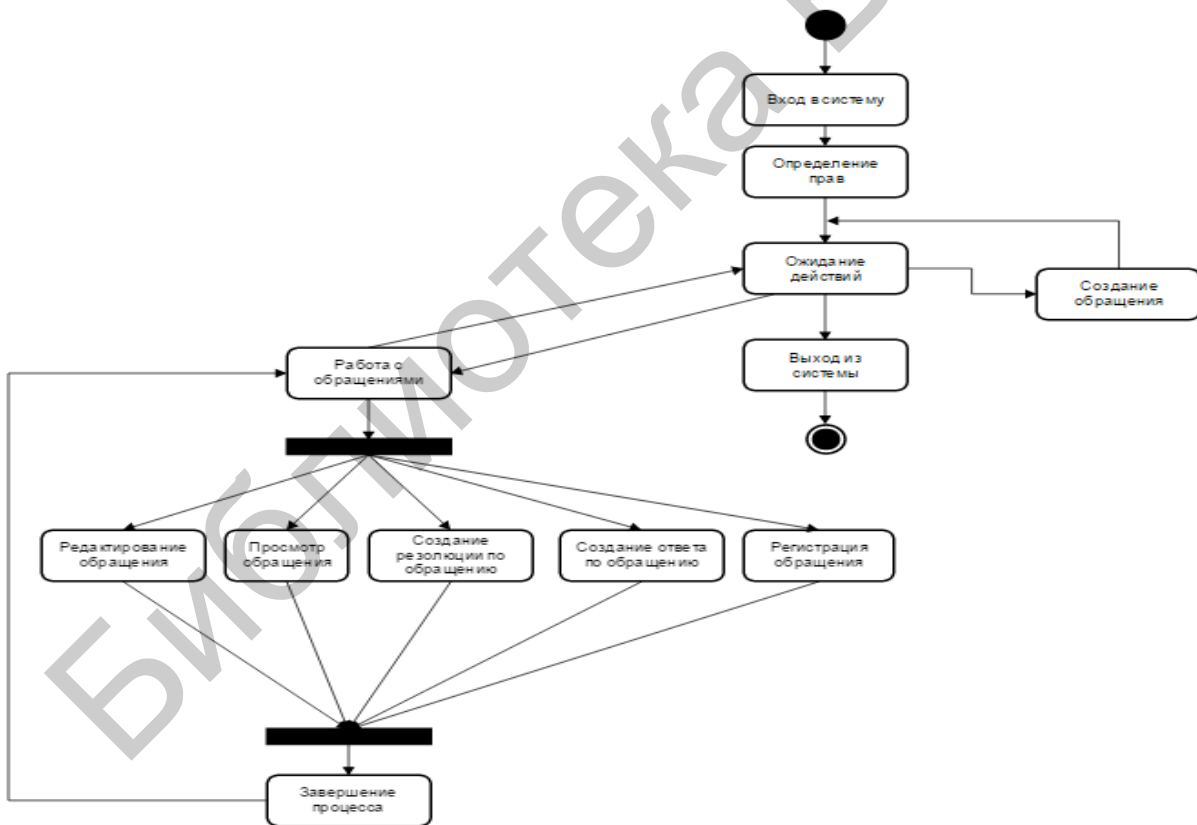 Библиотека Б
Вход в систему
Определение
прав
Ожидание
действий
Создание
обращения
Работа с
обращениями
Выход из
системы
Редактирование
обращения
Просмотр
обращения
Создание
резолюции по
обращению
Создание ответа
по обращению
Регистрация
обращения
Завершение
процесса